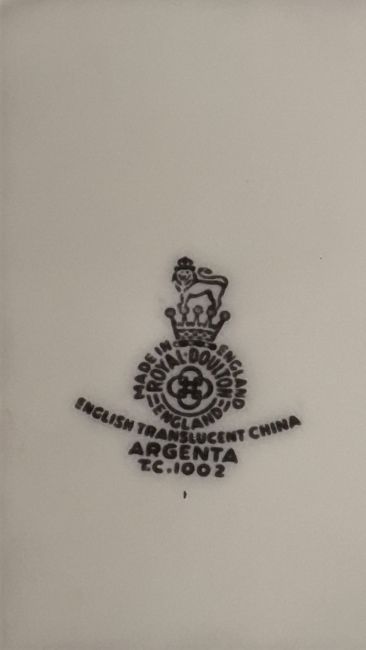 MADE IN ENGLAND
ROYAL·DOULTON
ENGLAND
ENGLISH TRANSLUCENT CHINA
ARGENTA
T.C.1002